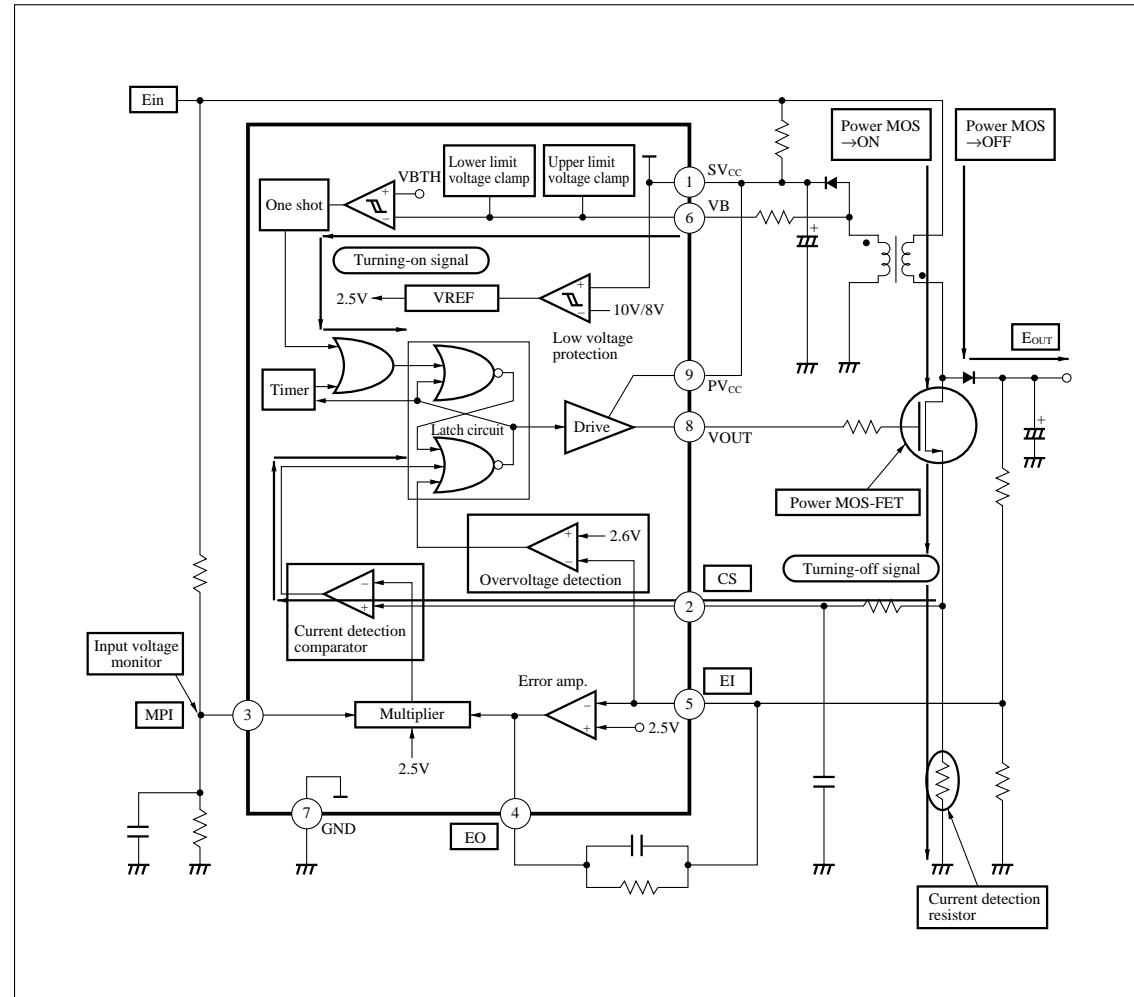 Ein
Power MOS
→ON
Power MOS
→OFF
Lower limit
voltage clamp
Upper limit
voltage clamp
VBTH
+
−
One shot
1
SVCC
6
VB
+
Turning-on signal
2.5V
VREF
+
−
10V/8V
Low voltage
protection
EOUT
Timer
Latch circuit
Drive
9
PVCC
8
VOUT
+
Power MOS-FET
+
−
2.6V
Overvoltage detection
Turning-off signal
CS
2
−
+
Current detection
comparator
Input voltage
monitor
MPI
3
Multiplier
2.5V
Error amp.
−
+
2.5V
EI
5
7
GND
4
EO
Current detection
resistor